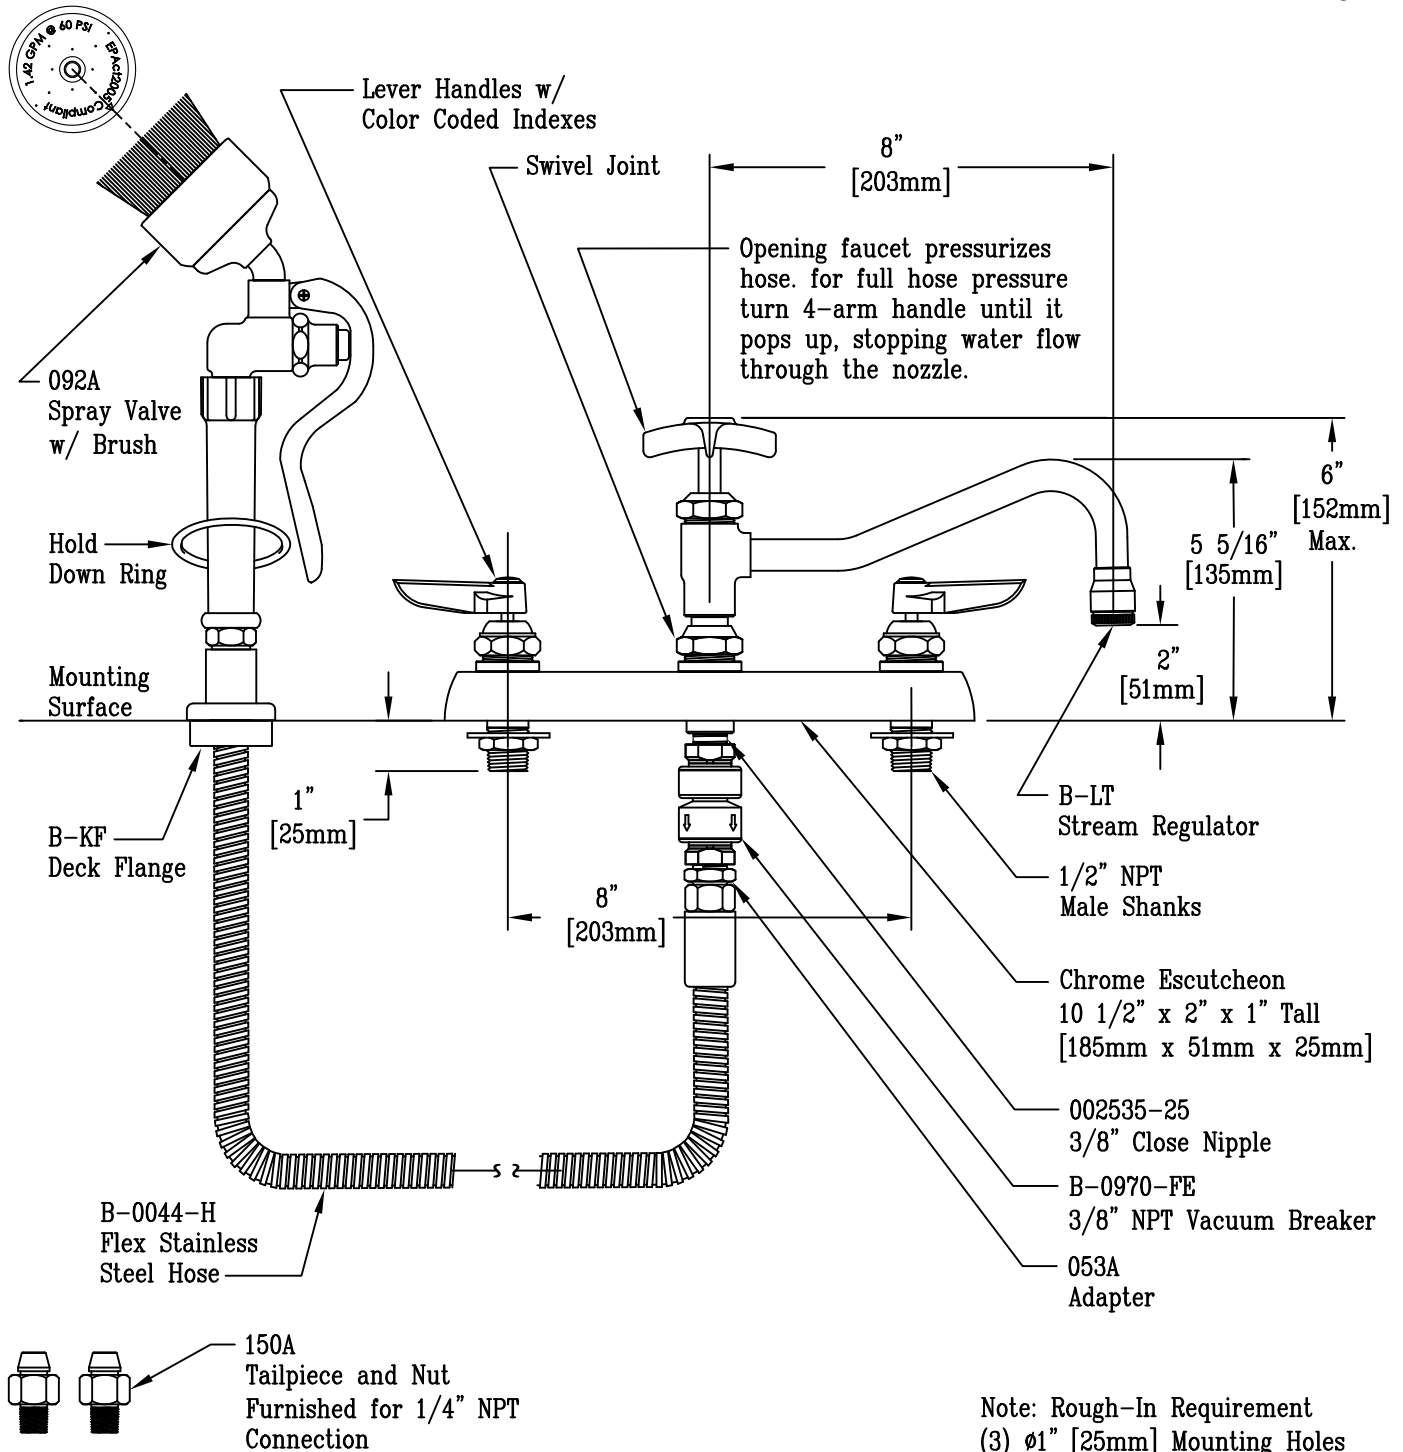 1.42 GPM @ 60 PSI
EPAct2005 Compliant
Lever Handles w/
Color Coded Indexes
Swivel Joint
8"
[203mm]
Opening faucet pressurizes
hose. for full hose pressure
turn 4-arm handle until it
pops up, stopping water flow
through the nozzle.
092A
Spray Valve
w/ Brush
6"
[152mm]
Max.
5 5/16"
[135mm]
Hold
Down Ring
2"
[51mm]
Mounting
Surface
1"
[25mm]
B-LT
Stream Regulator
B-KF
Deck Flange
1/2" NPT
Male Shanks
8"
[203mm]
Chrome Escutcheon
10 1/2" x 2" x 1" Tall
[185mm x 51mm x 25mm]
002535-25
3/8" Close Nipple
B-0970-FE
3/8" NPT Vacuum Breaker
B-0044-H
Flex Stainless
Steel Hose
053A
Adapter
150A
Tailpiece and Nut
Furnished for 1/4" NPT
Connection
Note: Rough-In Requirement
(3) ø1" [25mm] Mounting Holes